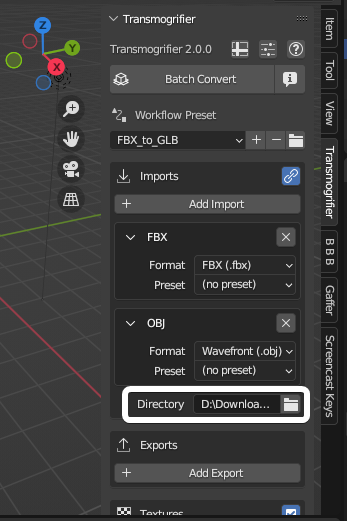 Transmogrifier
Transmogrifier 2.0.0
Batch Convert
Workflow Preset
FBX_to_GLB
Imports
Add Import
FBX
Format FBX (.fbx)
Preset (no preset)
OBJ
Format Wavefront (.obj)
Preset (no preset)
Directory D:\Downloa...
Exports
Add Export
Textures
Z
Y
X
Item
Tool
View
Transmogrifier
B B B
Gaffer
Screencast Keys